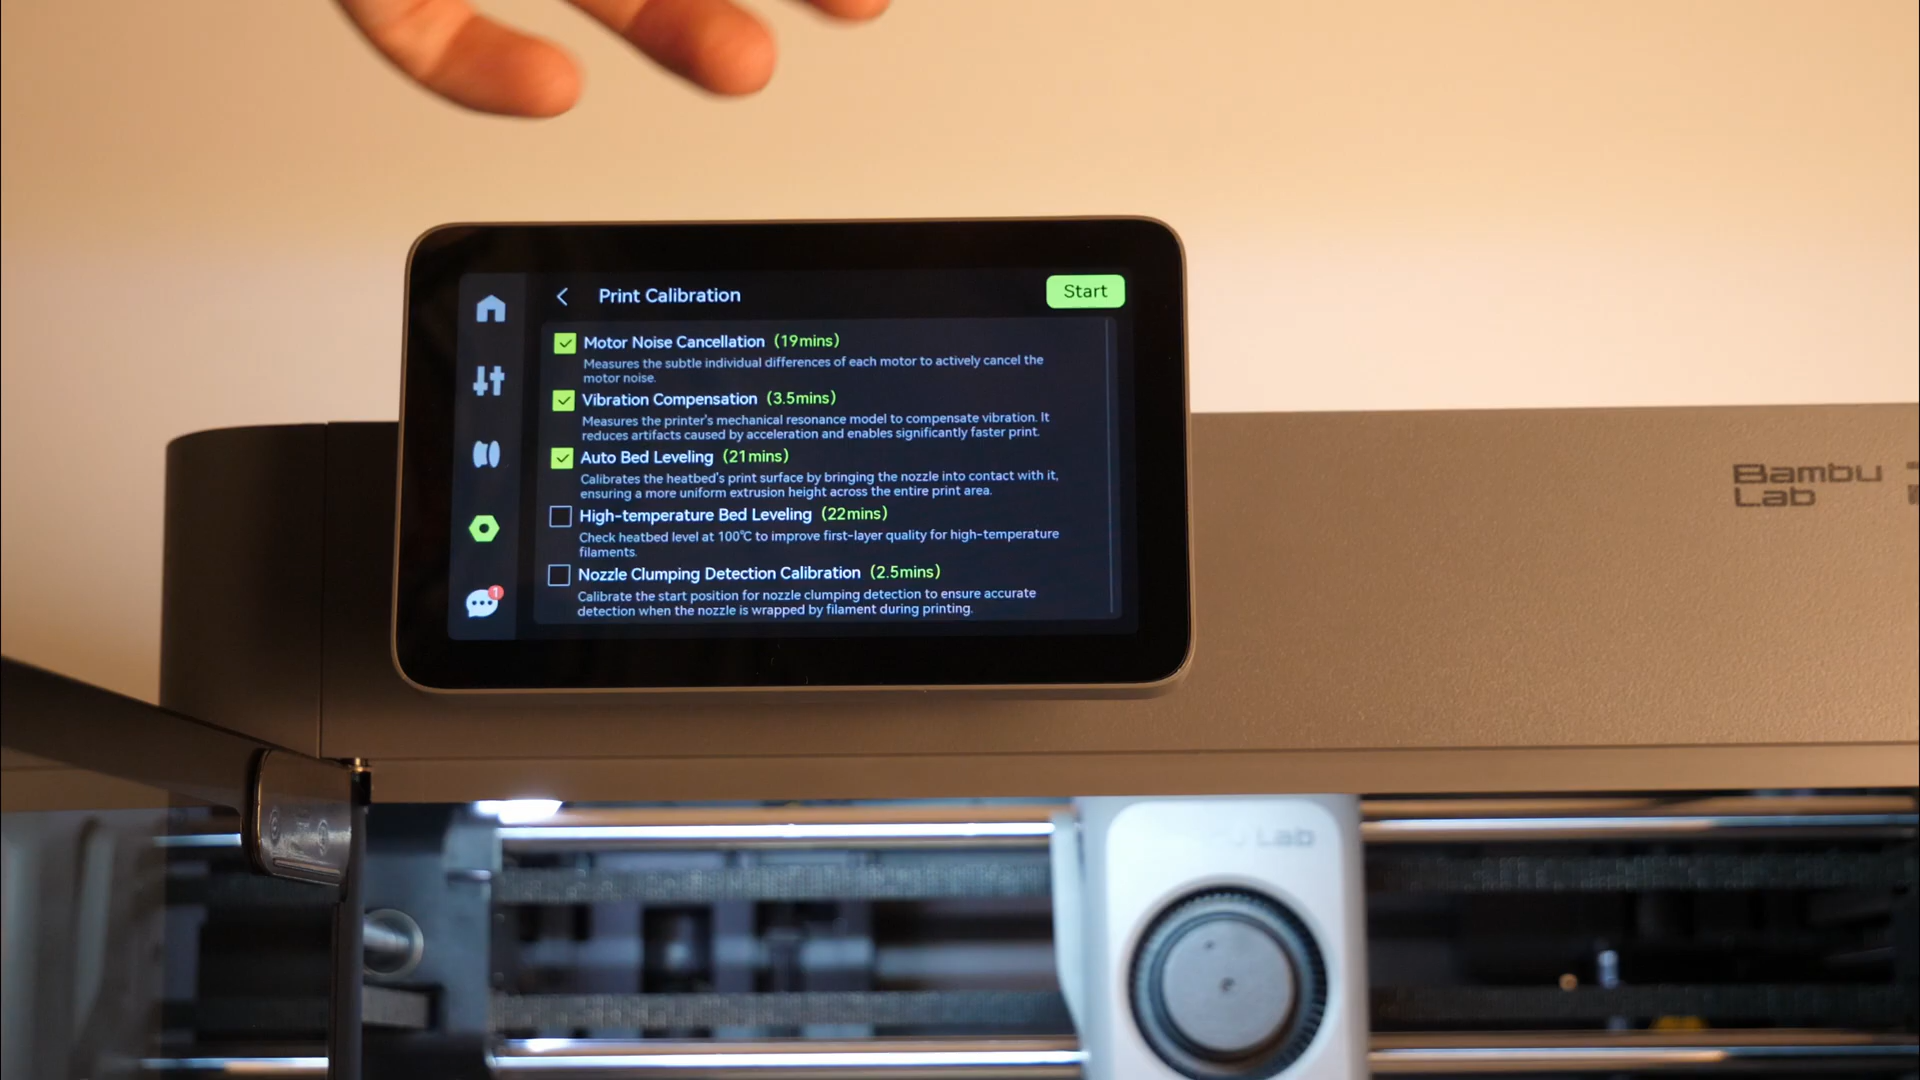 Print Calibration
Start
Motor Noise Cancellation (19mins)
Measures the subtle individual differences of each motor to actively cancel the
motor noise.
Vibration Compensation (3.5mins)
Measures the printer's mechanical resonance model to compensate vibration. It
reduces artifacts caused by acceleration and enables significantly faster print.
Auto Bed Leveling (21mins)
Calibrates the heatbed's print surface by bringing the nozzle into contact with it,
ensuring a more uniform extrusion height across the entire print area.
High-temperature Bed Leveling (22mins)
Check heatbed level at 100℃ to improve first-layer quality for high-temperature
filaments.
Nozzle Clumping Detection Calibration (2.5mins)
Calibrate the start position for nozzle clumping detection to ensure accurate
detection when the nozzle is wrapped by filament during printing.
1
Bambu
Lab
Lab